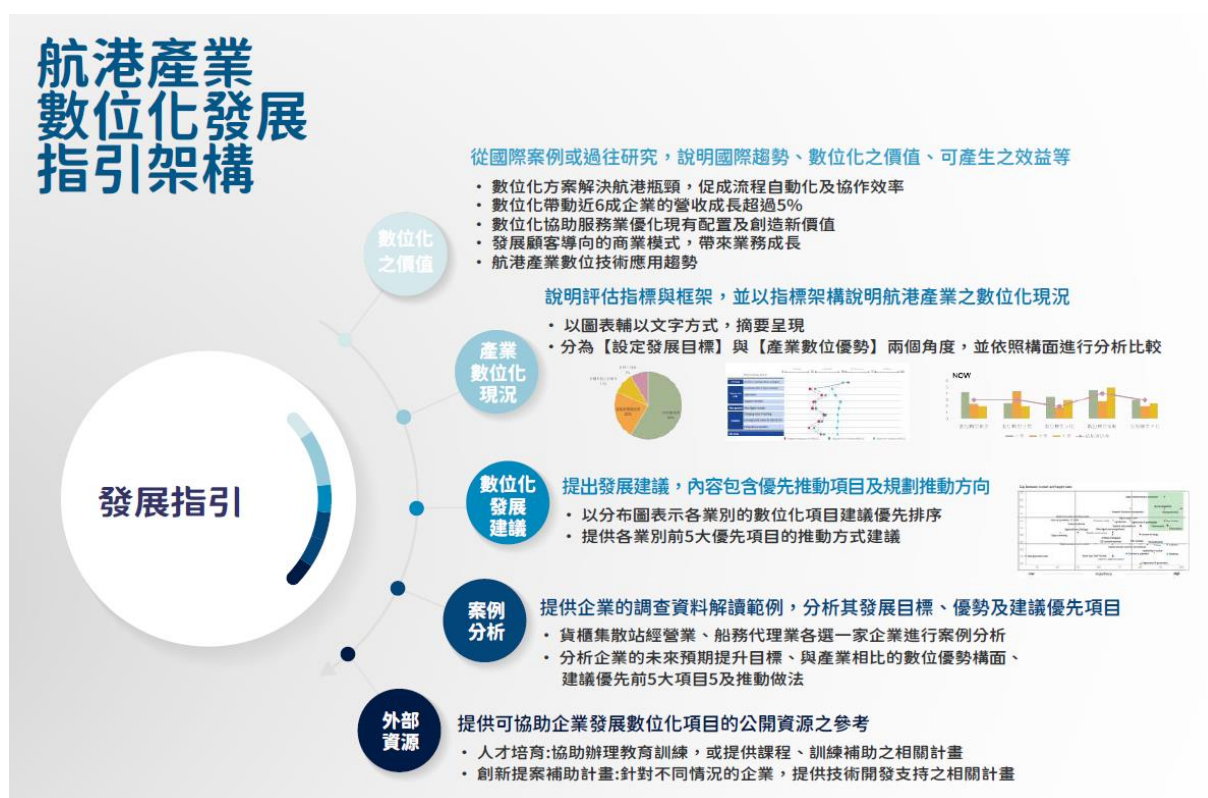 航港產業
數位化發展
指引架構
從國際案例或過往研究，說明國際趨勢、數位化之價值、可產生之效益等
• 數位化方案解決航港瓶頸，促成流程自動化及協作效率
• 數位化帶動近6成企業的營收成長超過5%
• 數位化協助服務業優化現有配置及創造新價值
• 發展顧客導向的商業模式，帶來業務成長
• 航港產業數位技術應用趨勢
數位化
之價值
說明評估指標與框架，並以指標架構說明航港產業之數位化現況
• 以圖表輔以文字方式，摘要呈現
• 分為【設定發展目標】與【產業數位優勢】兩個角度，並依照構面進行分析比較
產業
數位化
現況
NOW
發展指引
數位化
發展
建議
提出發展建議，內容包含優先推動項目及規劃推動方向
• 以分布圖表示各業別的數位化項目建議優先排序
• 提供各業別前5大優先項目的推動方式建議
案例
分析
提供企業的調查資料解讀範例，分析其發展目標、優勢及建議優先項目
• 貨櫃集散站經營業、船務代理業各選一家企業進行案例分析
• 分析企業的未來預期提升目標、與產業相比的數位優勢構面、
建議優先前5大項目5及推動做法
外部
資源
提供可協助企業發展數位化項目的公開資源之參考
• 人才培育:協助辦理教育訓練，或提供課程、訓練補助之相關計畫
• 創新提案補助計畫:針對不同情況的企業，提供技術開發支持之相關計畫